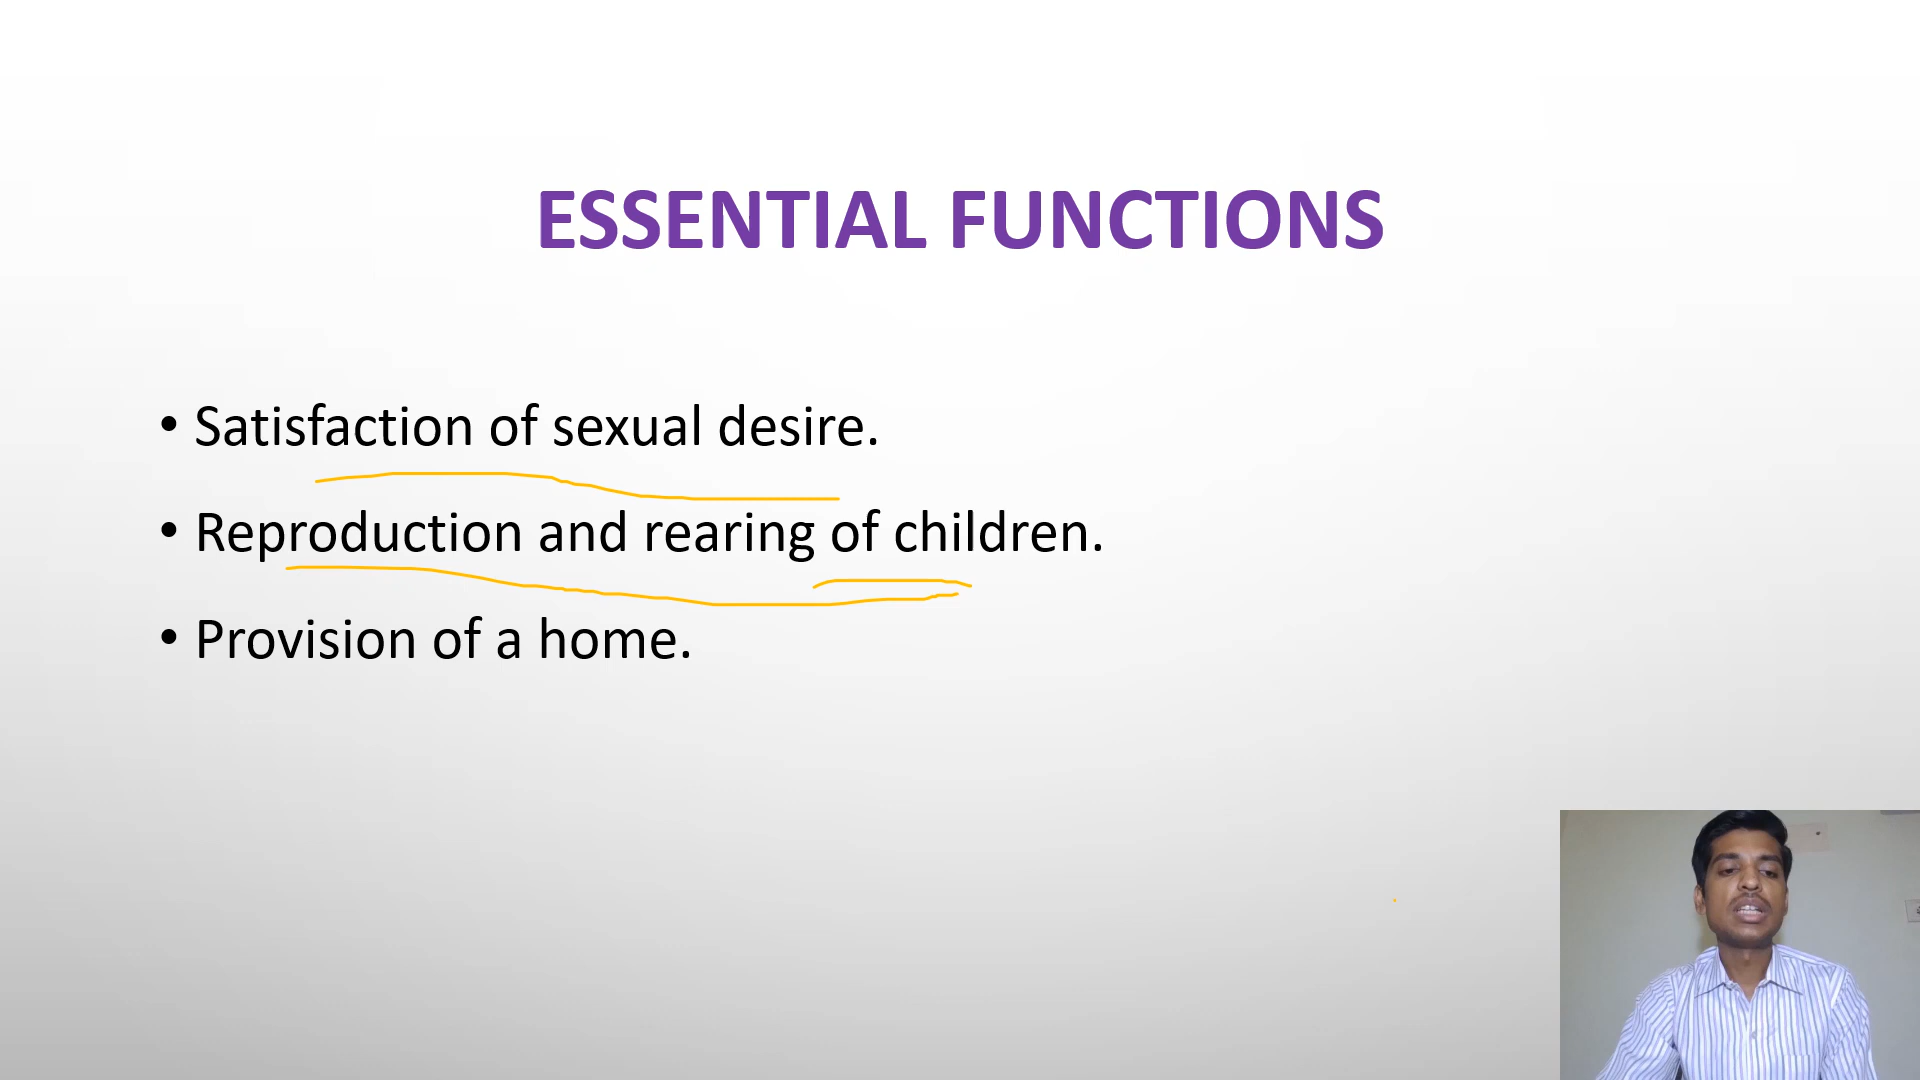 ESSENTIAL FUNCTIONS
• Satisfaction of sexual desire.
• Reproduction and rearing of children.
• Provision of a home.